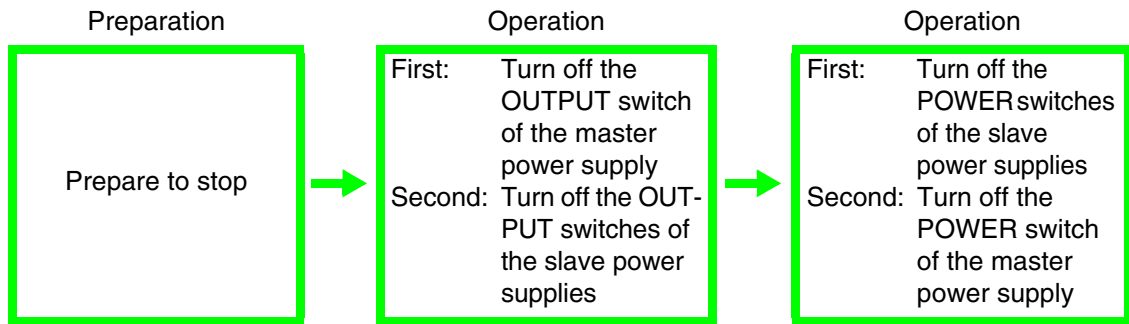 Preparation
Prepare to stop
Operation
First: Turn off the
OUTPUT switch
of the master
power supply
Second: Turn off the OUT-
PUT switches of
the slave power
supplies
Operation
First: Turn off the
POWER switches
of the slave
power supplies
Second: Turn off the
POWER switch
of the master
power supply